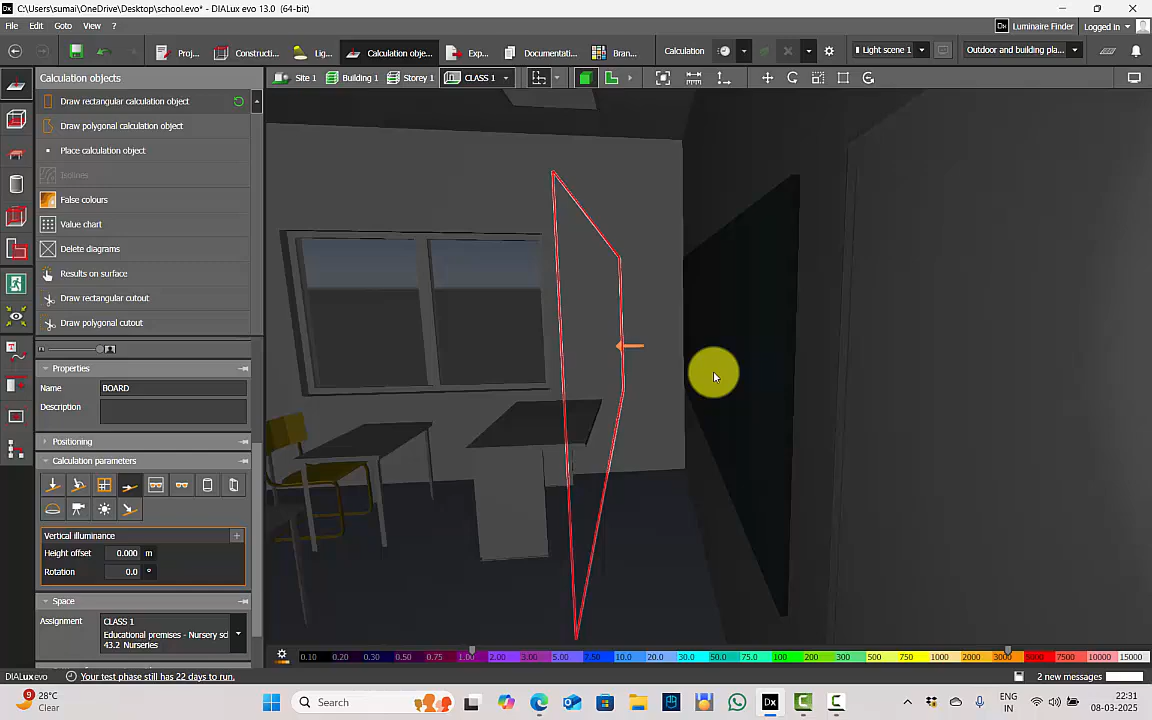 C:\Users\sumai\OneDrive\Desktop\school.evo* - DIALux evo 13.0 (64-bit)
File Edit Goto View ? Luminaire Finder Logged in
Proj... Constructi... Lig... Calculation obje... Exp... Documentati... Bran... Calculation Light scene 1 Outdoor and building pla...
Calculation objects
Site 1 Building 1 Storey 1 CLASS 1
Draw rectangular calculation object
Draw polygonal calculation object
Place calculation object
Isolines
False colours
Value chart
Delete diagrams
Results on surface
Draw rectangular cutout
Draw polygonal cutout
Properties
Name BOARD
Description
Positioning
Calculation parameters
Vertical illuminance
Height offset 0.000 m
Rotation 0.0 °
Space
Assignment CLASS 1
Educational premises - Nursery sc
43.2 Nurseries
0.10 0.20 0.30 0.50 0.75 1.00 2.00 3.00 5.00 7.50 10.0 20.0 30.0 50.0 75.0 100 200 300 500 750 1000 2000 3000 5000 7500 10000 15000
DIALux evo Your test phase still has 22 days to run. 2 new messages
9 28°C
Clear
Search
ENG
IN
22:31
08-03-2025